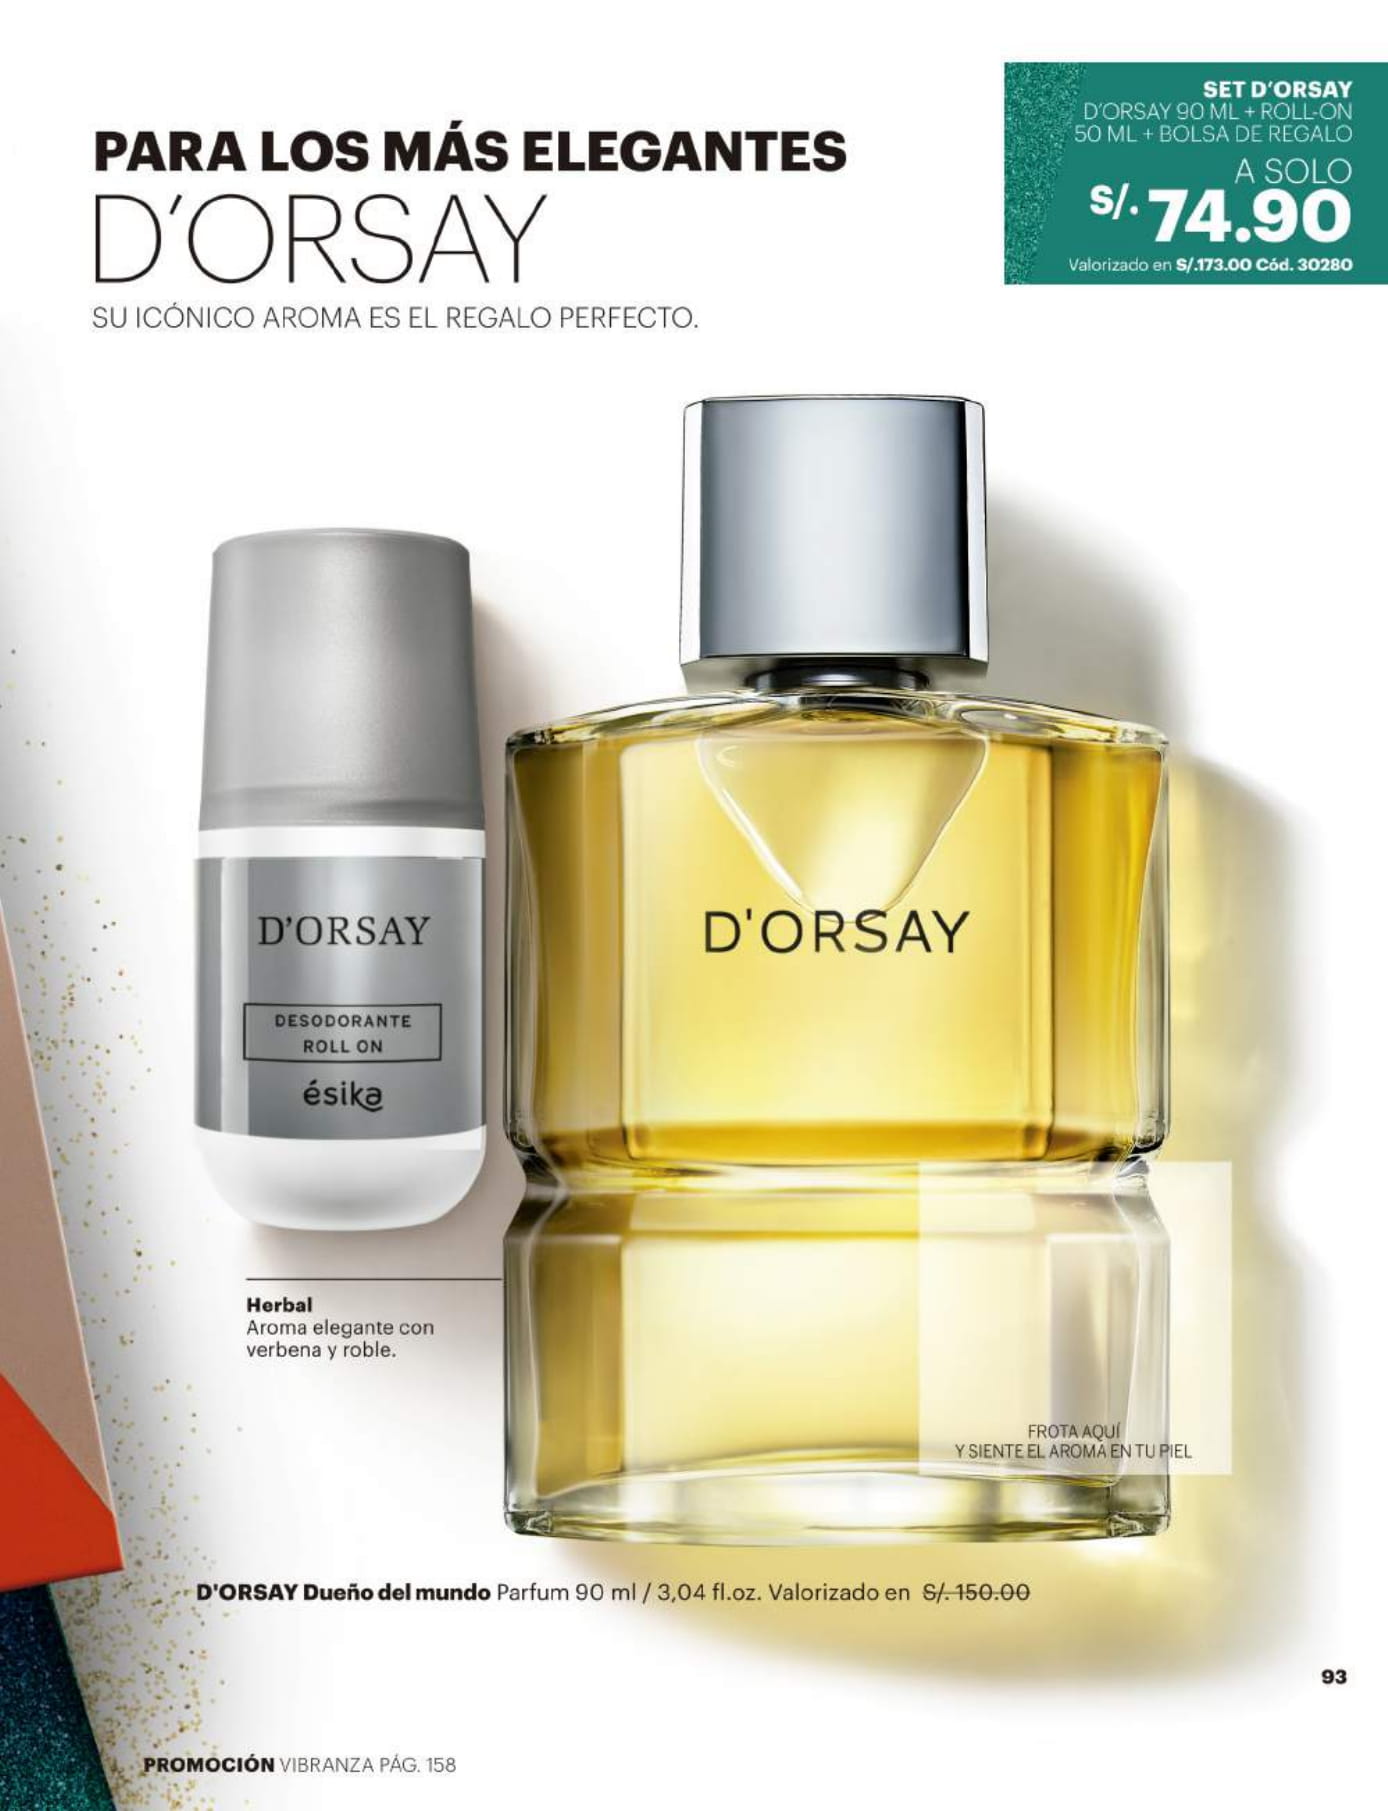 SET D'ORSAY
D'ORSAY 90 ML + ROLL-ON
50 ML + BOLSA DE REGALO
A SOLO
S/. 74.90
Valorizado en S/.173.00 Cód. 30280
PARA LOS MÁS ELEGANTES
D'ORSAY
SU ICÓNICO AROMA ES EL REGALO PERFECTO.
D'ORSAY
DESODORANTE
ROLL ON
ésika
D'ORSAY
Herbal
Aroma elegante con
verbena y roble.
FROTA AQUÍ
Y SIENTE EL AROMA EN TU PIEL
D'ORSAY Dueño del mundo Parfum 90 ml / 3,04 fl.oz. Valorizado en S/. 150.00
93
PROMOCIÓN VIBRANZA PÁG. 158